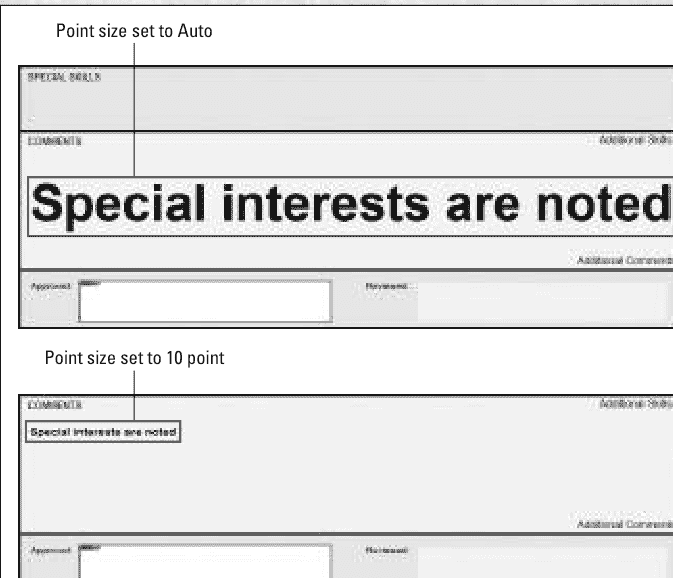 Point size set to Auto
SPECIAL SKILLS
COMMENTS
Additional Skills
Special interests are noted
Additional Comments
Approved
Reviewed
Point size set to 10 point
COMMENTS
Additional Skills
Special interests are noted
Additional Comments
Approved
Reviewed